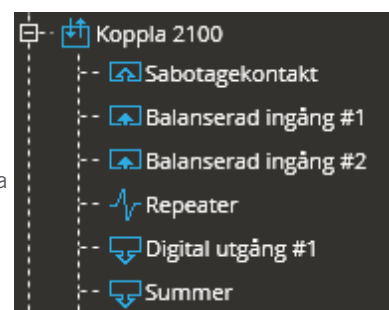 Koppla 2100
Sabotagekontakt
Balanserad ingång #1
Balanserad ingång #2
a
Repeater
Digital utgång #1
Summer